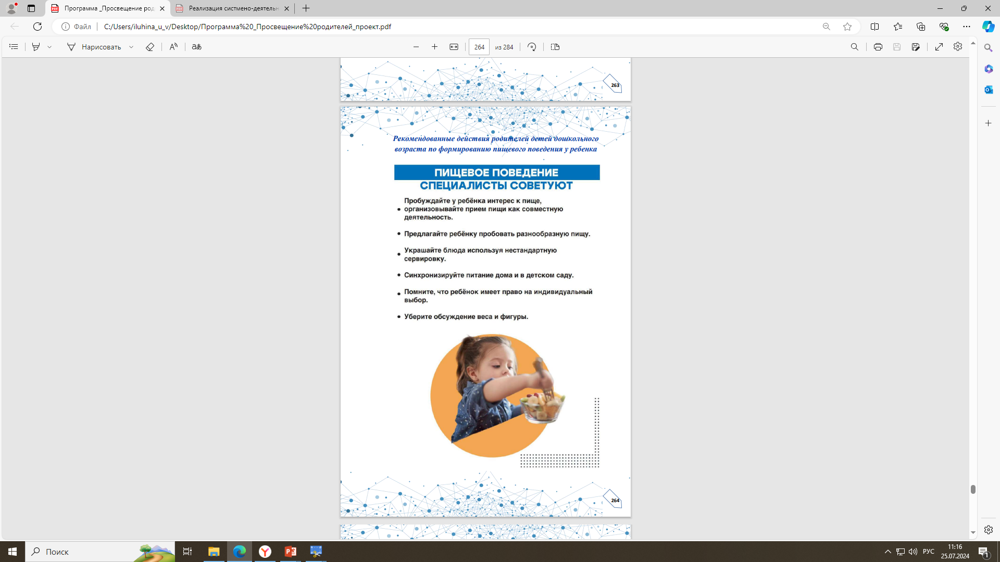 Программа _Просвещение род
Реализация систмено-деятельн
Файл
C:/Users/iluhina_u_v/Desktop/Программа%20_Просвещение%20родителей_проект.pdf
Нарисовать
264
из 284
263
Рекомендованные действия родителей детей дошкольного
возраста по формированию пищевого поведения у ребенка
ПИЩЕВОЕ ПОВЕДЕНИЕ
СПЕЦИАЛИСТЫ СОВЕТУЮТ
Пробуждайте у ребёнка интерес к пище,
• организовывайте прием пищи как совместную
деятельность.
• Предлагайте ребёнку пробовать разнообразную пищу.
Украшайте блюда используя нестандартную
• сервировку.
• Синхронизируйте питание дома и в детском саду.
• Помните, что ребёнок имеет право на индивидуальный
выбор.
• Уберите обсуждение веса и фигуры.
264
Поиск
РУС
11:16
25.07.2024
1